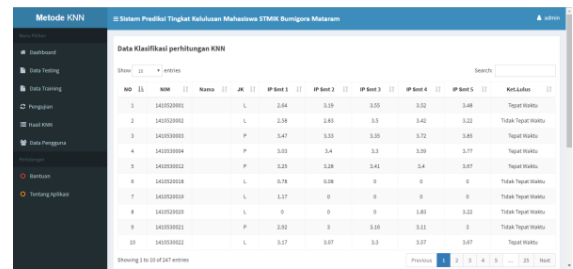 Metode KNN
Sistem Prediksi Tingkat Kelulusan Mahasiswa STMIK Bumigora Mataram
admin
Menu Pilihan
Dashboard
Data Testing
Data Training
Pengujian
Hasil KNN
Data Pengguna
Bantuan
Tentang Aplikasi
Data Klasifikasi perhitungan KNN
Show 10 entries
Search:
NO NIM Nama JK IP Smt 1 IP Smt 2 IP Smt 3 IP Smt 4 IP Smt 5 Ket.Lulus
1 1410520001 L 2.64 3.19 3.55 3.52 3.48 Tepat Waktu
2 1410520002 L 2.58 2.83 3.5 3.42 3.22 Tidak Tepat Waktu
3 1410530003 P 3.47 3.33 3.35 3.72 3.85 Tepat Waktu
4 1410530004 P 3.03 3.4 3.3 3.59 3.77 Tepat Waktu
5 1410530012 P 3.25 3.28 3.41 3.4 3.97 Tepat Waktu
6 1410520018 L 0.78 0.08 0 0 0 Tidak Tepat Waktu
7 1410520019 L 1.17 0 0 0 0 Tidak Tepat Waktu
8 1410520020 L 0 0 0 1.83 3.22 Tidak Tepat Waktu
9 1410530021 P 2.92 3 3.18 3.11 3 Tidak Tepat Waktu
10 1410530022 L 3.17 3.07 3.3 3.57 3.67 Tepat Waktu
Showing 1 to 10 of 247 entries
Previous 1 2 3 4 5 ... 25 Next